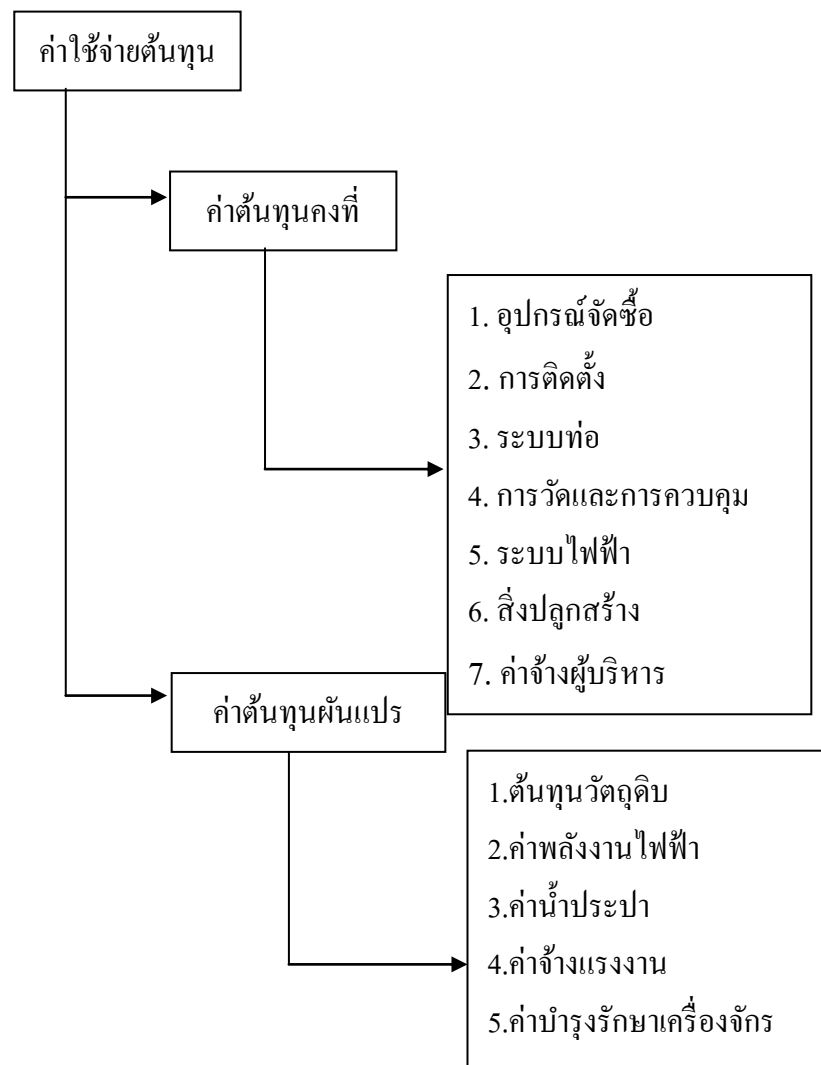 ค่าใช้จ่ายต้นทุน
ค่าต้นทุนคงที่
1. อุปกรณ์จัดซื้อ
2. การติดตั้ง
3. ระบบท่อ
4. การวัดและการควบคุม
5. ระบบไฟฟ้า
6. สิ่งปลูกสร้าง
7. ค่าจ้างผู้บริหาร
ค่าต้นทุนผันแปร
1.ต้นทุนวัตถุดิบ
2.ค่าพลังงานไฟฟ้า
3.ค่าน้ำประปา
4.ค่าจ้างแรงงาน
5.ค่าบำรุงรักษาเครื่องจักร